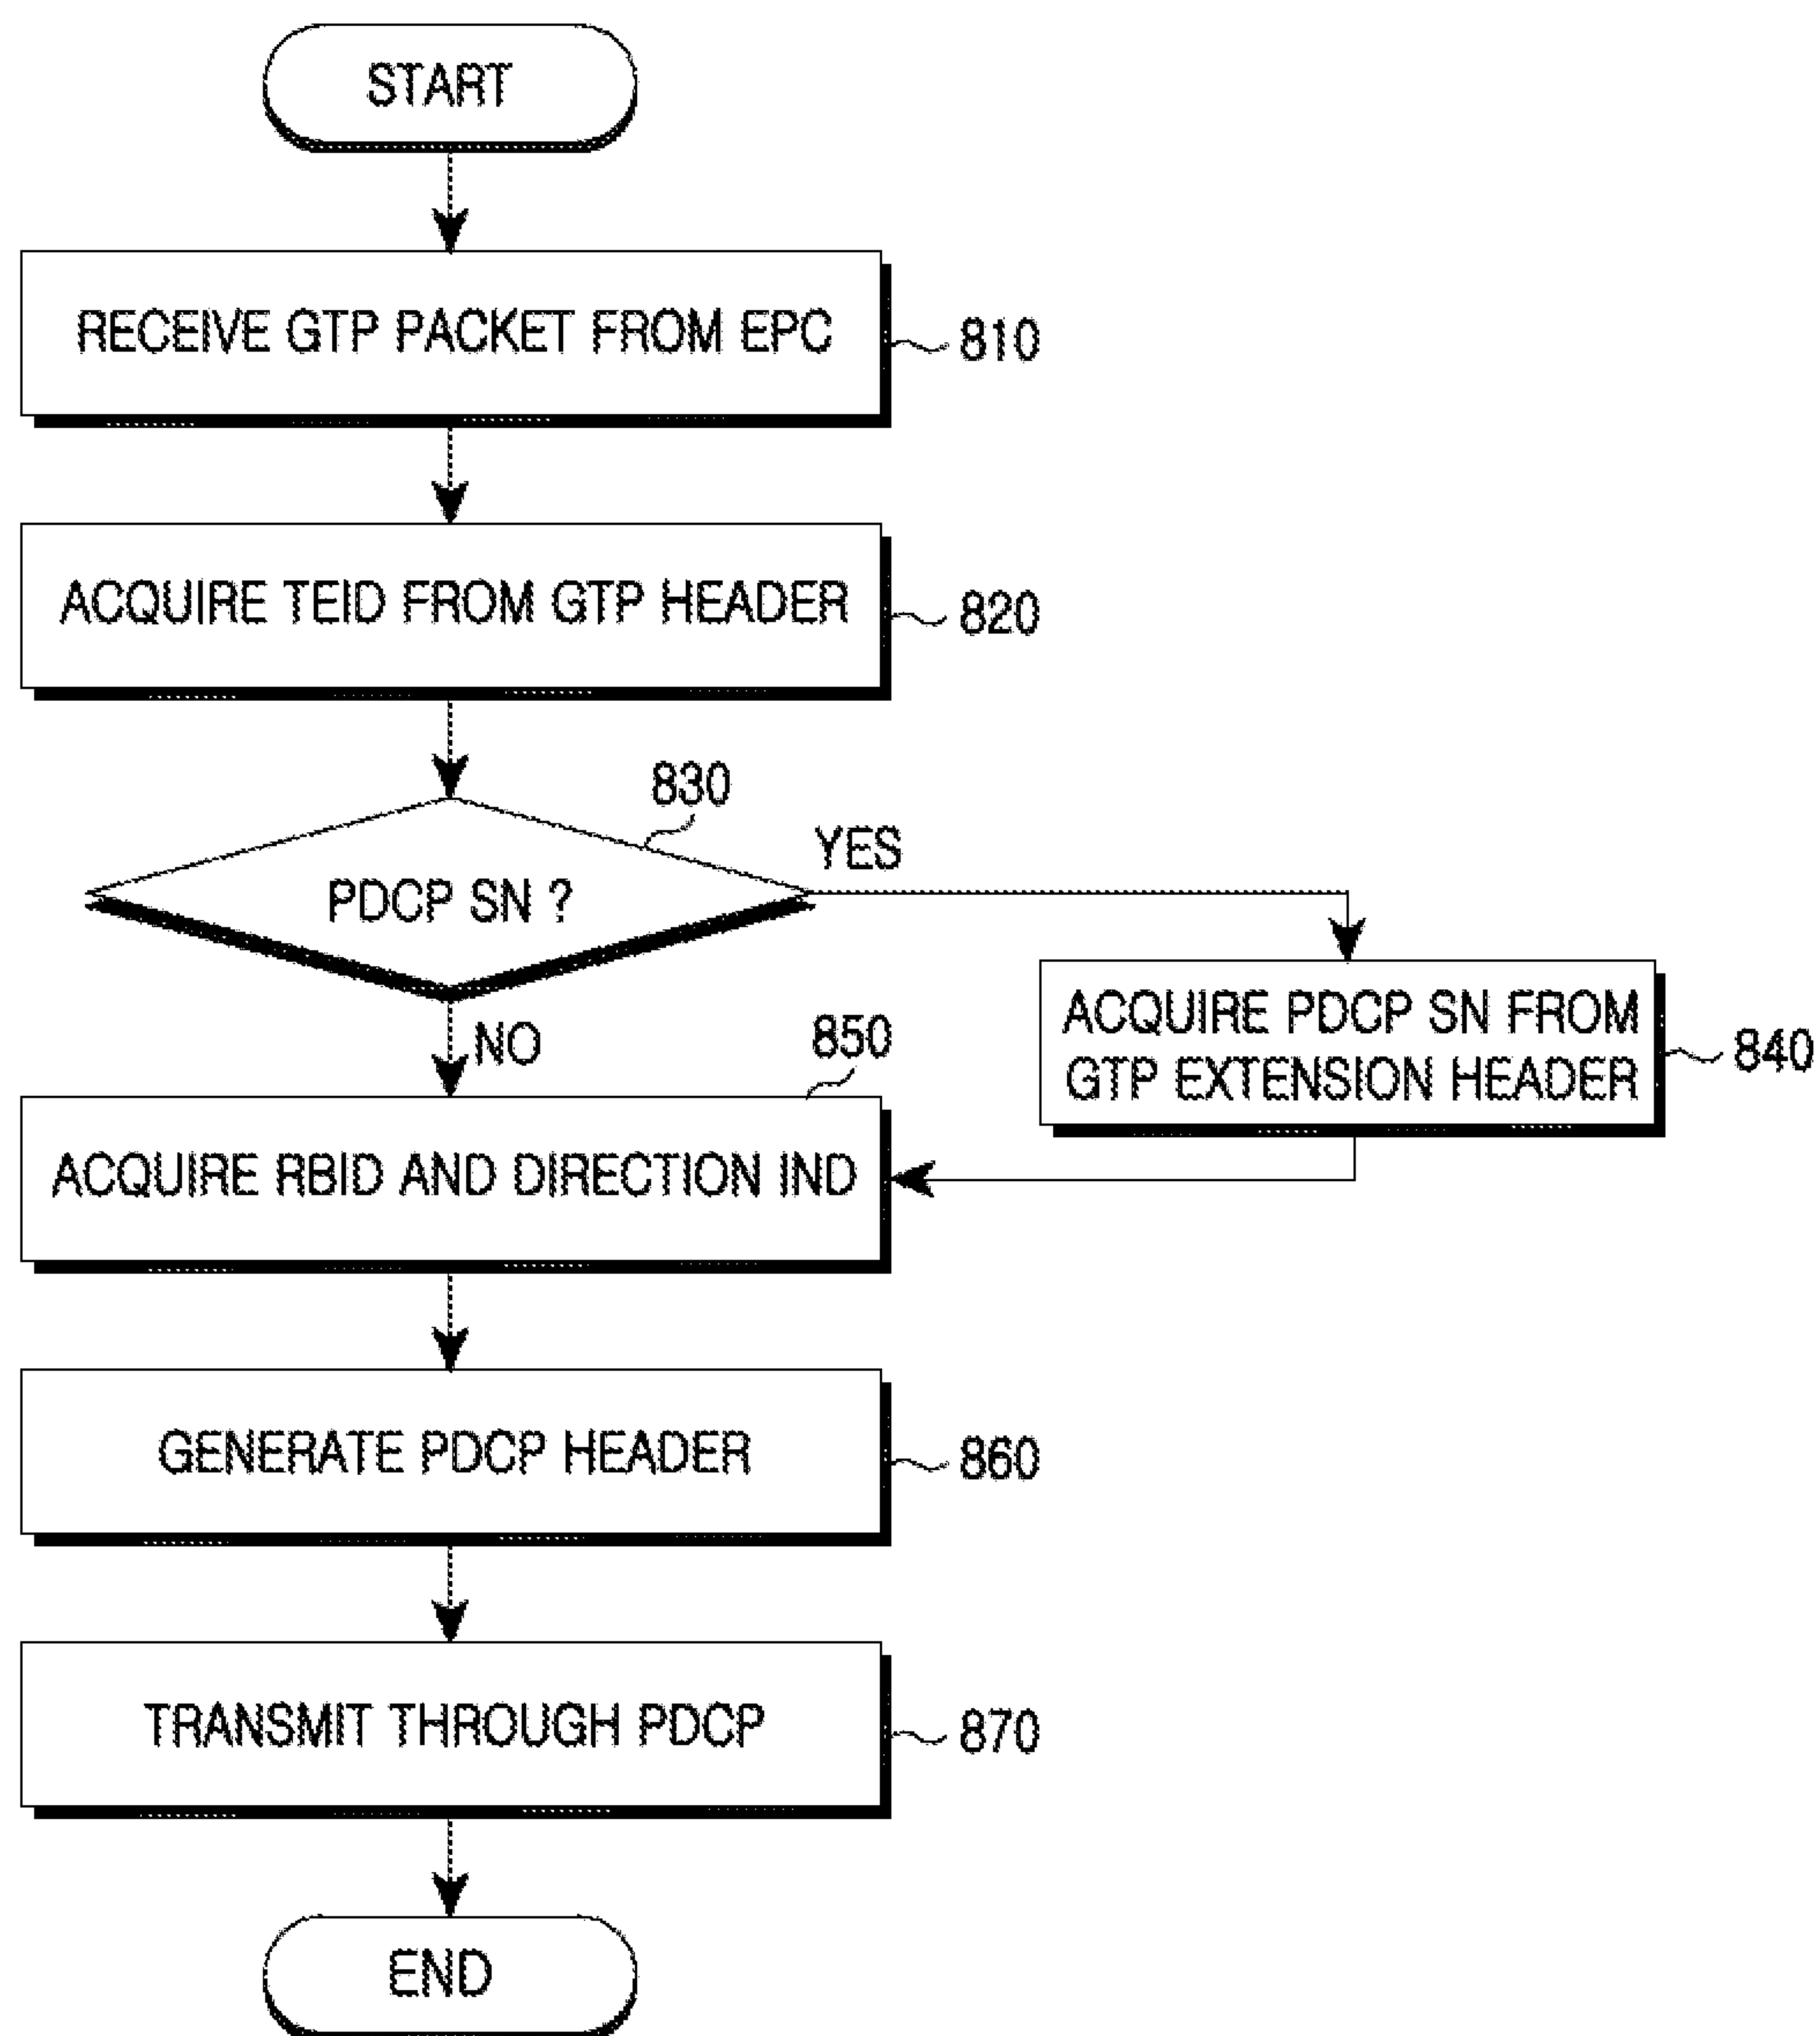 START
RECEIVE GTP PACKET FROM EPC
810
ACQUIRE TEID FROM GTP HEADER
820
830
PDCP SN ?
YES
NO
ACQUIRE PDCP SN FROM
GTP EXTENSION HEADER
840
850
ACQUIRE RBID AND DIRECTION IND
GENERATE PDCP HEADER
860
TRANSMIT THROUGH PDCP
870
END